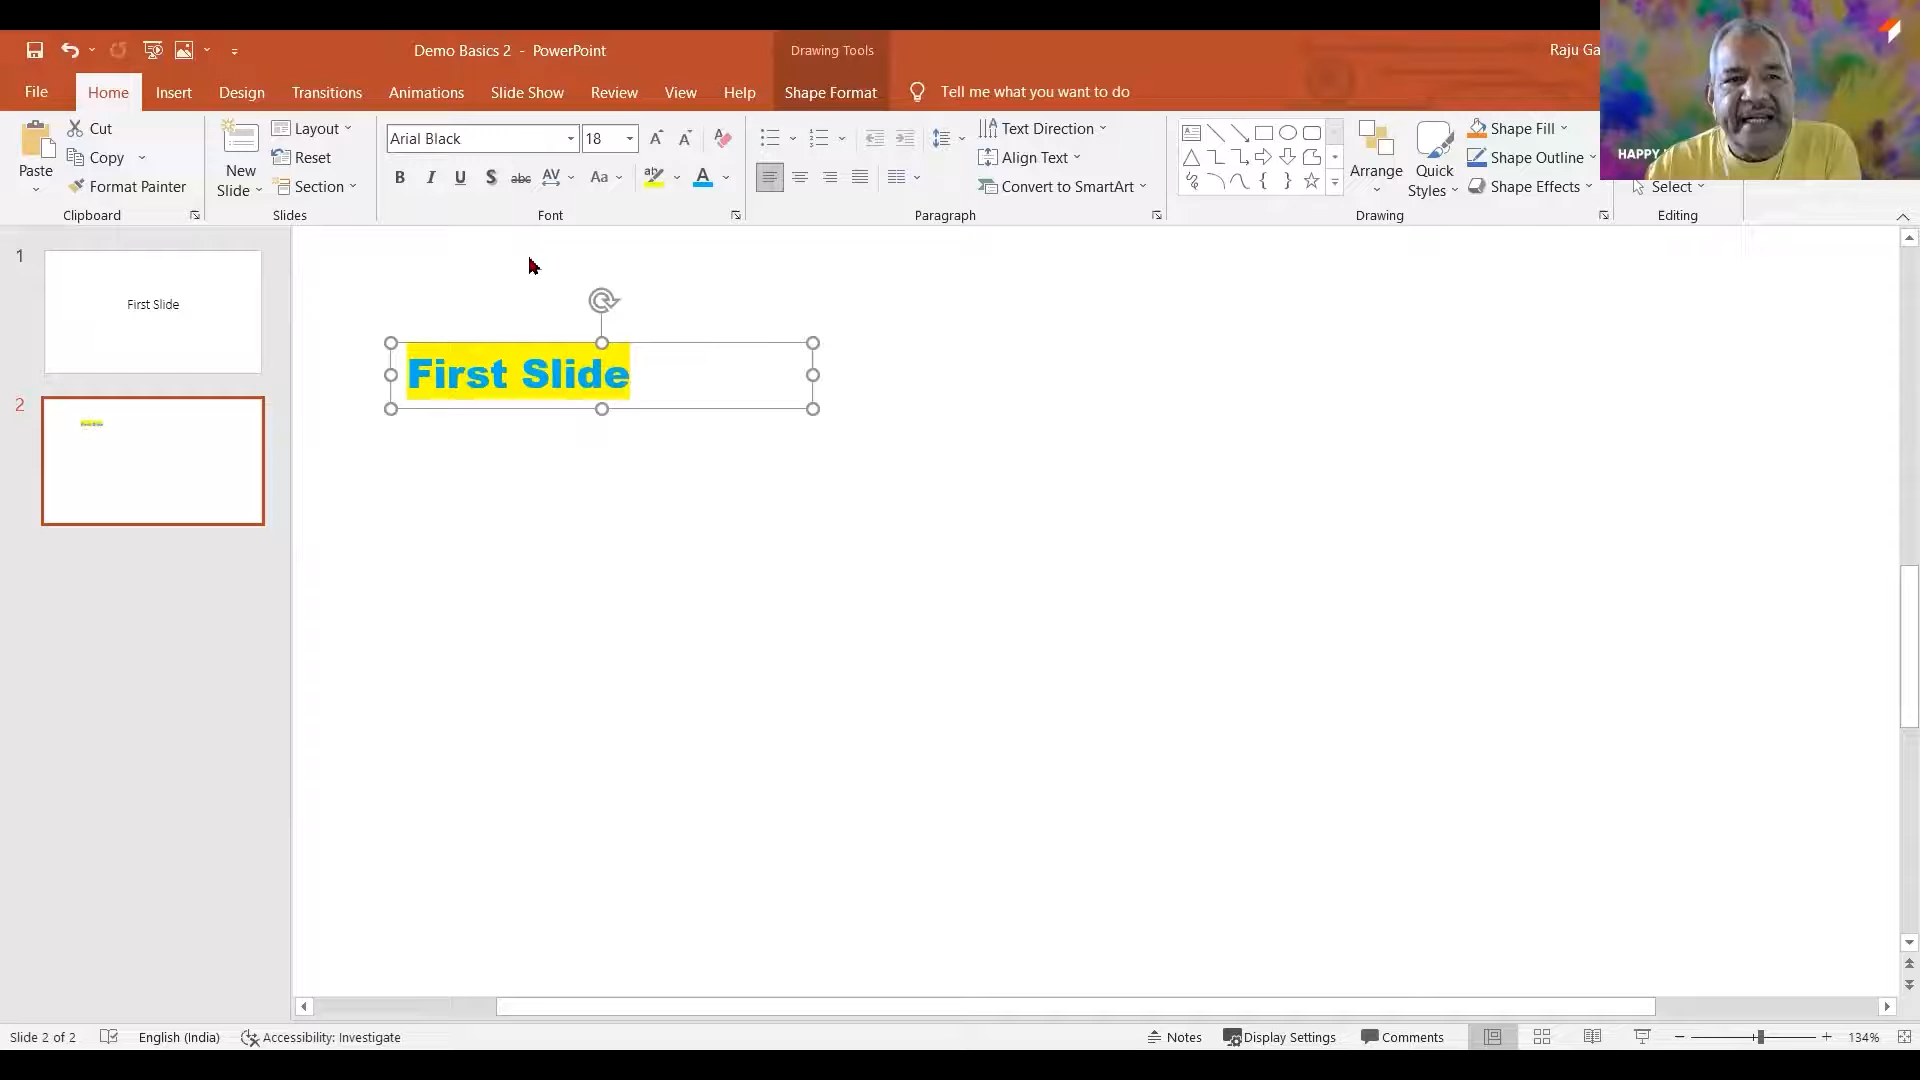 Demo Basics 2 - PowerPoint
Drawing Tools
Raju Ga
File
Home
Insert
Design
Transitions
Animations
Slide Show
Review
View
Help
Shape Format
Tell me what you want to do
HAPPY
Paste
Cut
Copy
Format Painter
Clipboard
New
Slide
Layout
Reset
Section
Slides
Arial Black
18
B I U S abc AV Aa A
Font
Text Direction
Align Text
Convert to SmartArt
Paragraph
Arrange
Quick
Styles
Shape Fill
Shape Outline
Shape Effects
Drawing
Select
Editing
1
First Slide
2
First Slide
First Slide
Slide 2 of 2
English (India)
Accessibility: Investigate
Notes
Display Settings
Comments
134%